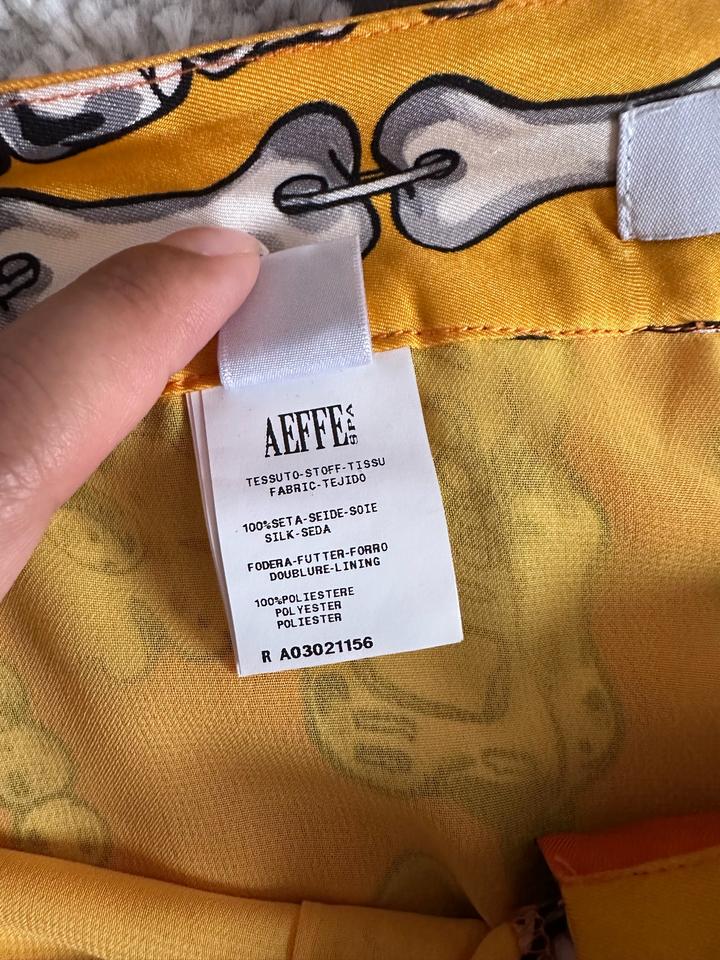 AEFFE SPA
TESSUTO-STOFF-TISSU
FABRIC-TEJIDO
100%SETA-SEIDE-SOIE
SILK-SEDA
FODERA-FUTTER-FORRO
DOUBLURE-LINING
100%POLIESTERE
POLYESTER
POLIESTER
R A03021156